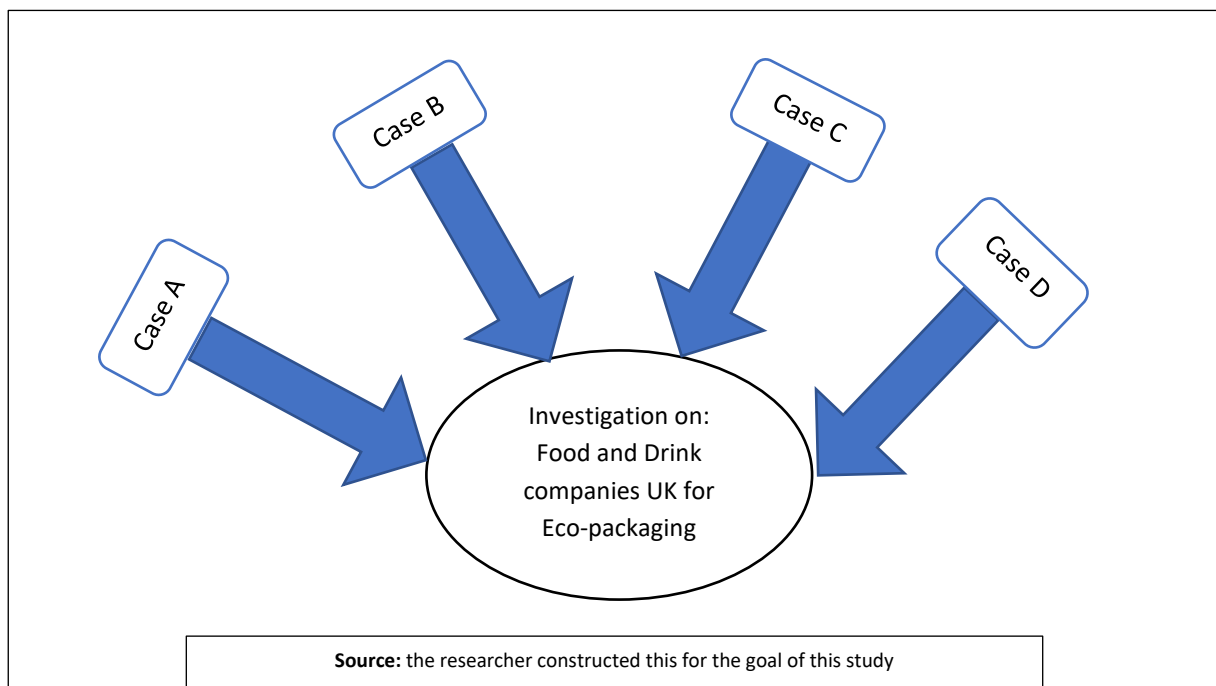 Case A
Case B
Case C
Case D
Investigation on:
Food and Drink
companies UK for
Eco-packaging
Source: the researcher constructed this for the goal of this study